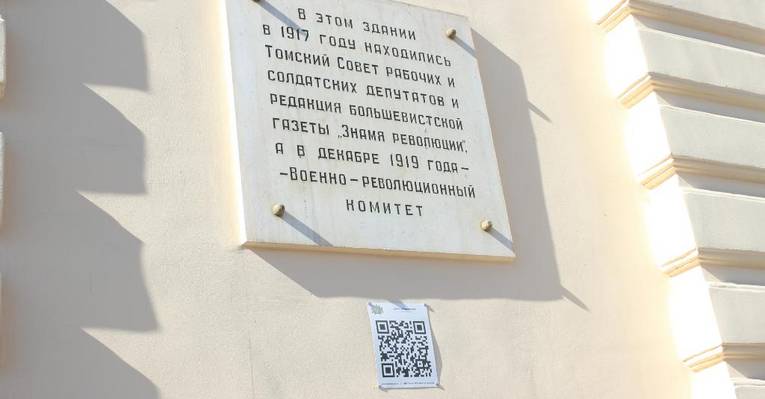 В ЭТОМ ЗДАНИИ
В 1917 ГОДУ НАХОДИЛИСЬ
ТОМСКИЙ СОВЕТ РАБОЧИХ И
СОЛДАТСКИХ ДЕПУТАТОВ И
РЕДАКЦИЯ БОЛЬШЕВИСТСКОЙ
ГАЗЕТЫ „ЗНАМЯ РЕВОЛЮЦИИ",
А В ДЕКАБРЕ 1919 ГОДА—
-ВОЕННО-РЕВОЛЮЦИОННЫЙ
КОМИТЕТ